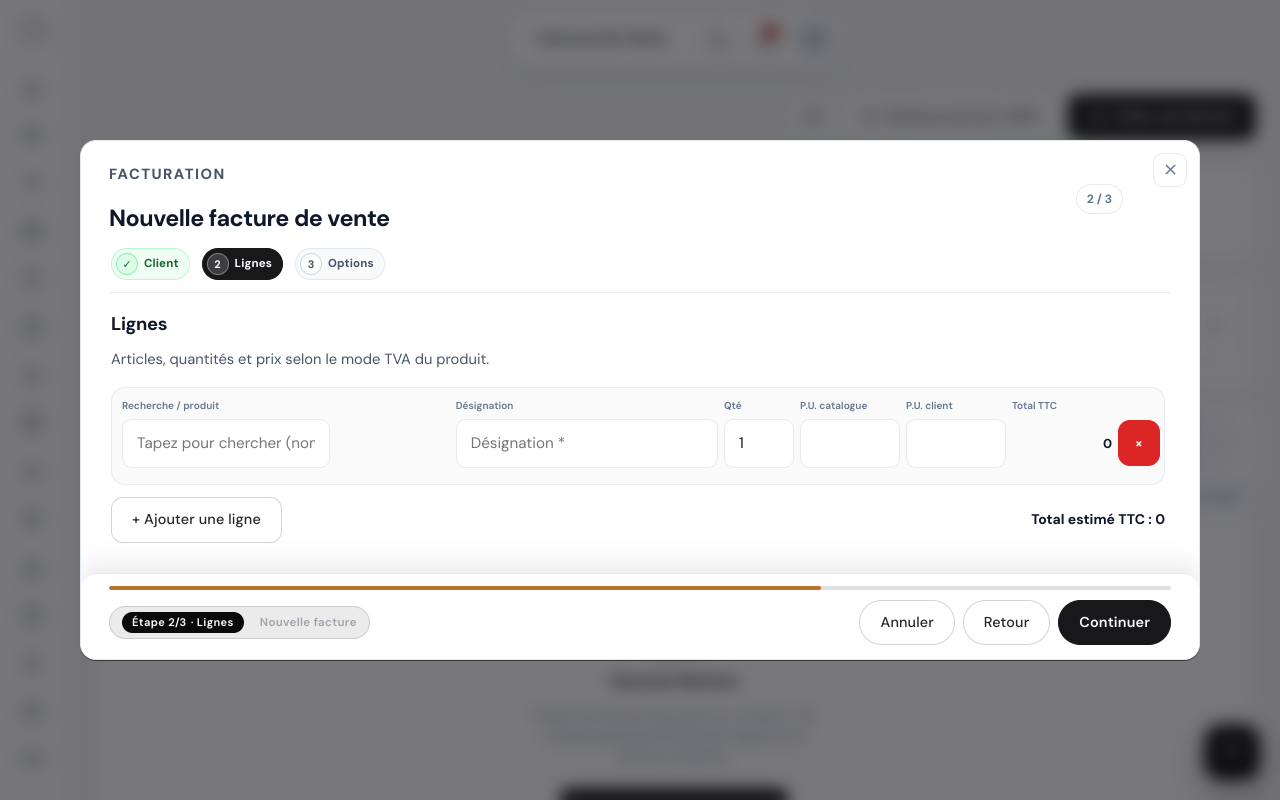 FACTURATION
2 / 3
Nouvelle facture de vente
✓ Client
2 Lignes
3 Options
Lignes
Articles, quantités et prix selon le mode TVA du produit.
Recherche / produit
Désignation
Qté
P.U. catalogue
P.U. client
Total TTC
Tapez pour chercher (nor
Désignation *
1
0
×
+ Ajouter une ligne
Total estimé TTC : 0
Étape 2/3 · Lignes
Nouvelle facture
Annuler
Retour
Continuer